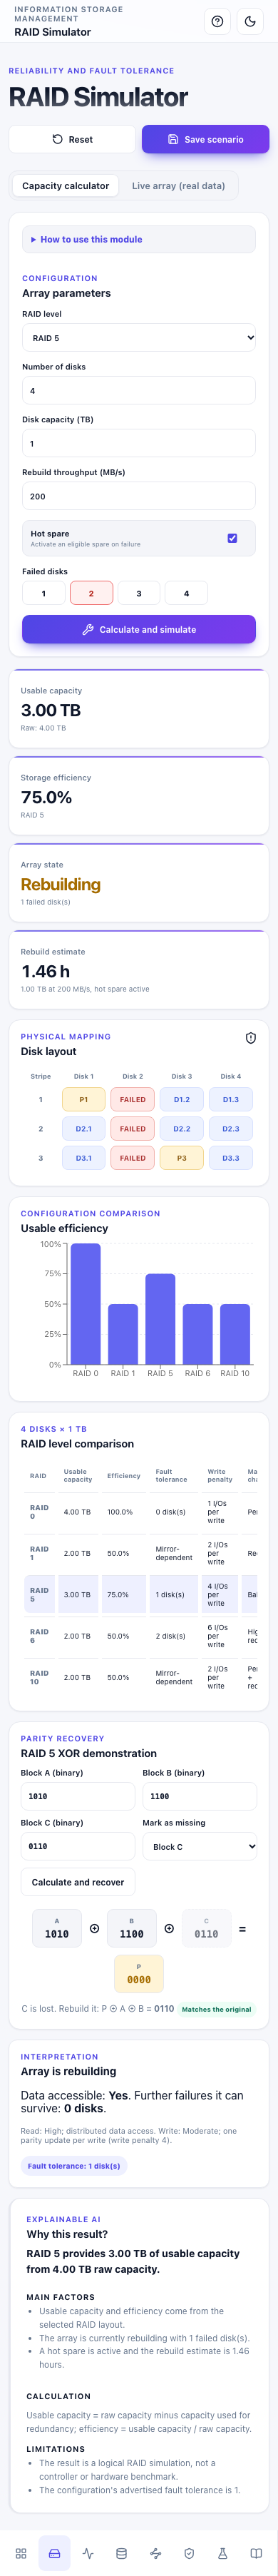 INFORMATION STORAGE
MANAGEMENT
RAID Simulator
RELIABILITY AND FAULT TOLERANCE
RAID Simulator
Reset
Save scenario
Capacity calculator
Live array (real data)
How to use this module
CONFIGURATION
Array parameters
RAID level
RAID 5
Number of disks
4
Disk capacity (TB)
1
Rebuild throughput (MB/s)
200
Hot spare
Activate an eligible spare on failure
Failed disks
1 2 3 4
Calculate and simulate
Usable capacity
3.00 TB
Raw: 4.00 TB
Storage efficiency
75.0%
RAID 5
Array state
Rebuilding
1 failed disk(s)
Rebuild estimate
1.46 h
1.00 TB at 200 MB/s, hot spare active
PHYSICAL MAPPING
Disk layout
Stripe Disk 1 Disk 2 Disk 3 Disk 4
1 P1 FAILED D1.2 D1.3
2 D2.1 FAILED D2.2 D2.3
3 D3.1 FAILED P3 D3.3
CONFIGURATION COMPARISON
Usable efficiency
100%
75%
50%
25%
0%
RAID 0 RAID 1 RAID 5 RAID 6 RAID 10
4 DISKS × 1 TB
RAID level comparison
RAID Usable capacity Efficiency Fault tolerance Write penalty
RAID 0 4.00 TB 100.0% 0 disk(s) 1 I/Os per write
RAID 1 2.00 TB 50.0% Mirror-dependent 2 I/Os per write
RAID 5 3.00 TB 75.0% 1 disk(s) 4 I/Os per write
RAID 6 2.00 TB 50.0% 2 disk(s) 6 I/Os per write
RAID 10 2.00 TB 50.0% Mirror-dependent 2 I/Os per write
PARITY RECOVERY
RAID 5 XOR demonstration
Block A (binary) Block B (binary)
1010 1100
Block C (binary) Mark as missing
0110 Block C
Calculate and recover
A 1010 ⊕ B 1100 ⊕ C 0110 =
P 0000
C is lost. Rebuild it: P ⊕ A ⊕ B = 0110 Matches the original
INTERPRETATION
Array is rebuilding
Data accessible: Yes. Further failures it can
survive: 0 disks.
Read: High; distributed data access. Write: Moderate; one
parity update per write (write penalty 4).
Fault tolerance: 1 disk(s)
EXPLAINABLE AI
Why this result?
RAID 5 provides 3.00 TB of usable capacity
from 4.00 TB raw capacity.
MAIN FACTORS
• Usable capacity and efficiency come from the
selected RAID layout.
• The array is currently rebuilding with 1 failed disk(s).
• A hot spare is active and the rebuild estimate is 1.46
hours.
CALCULATION
Usable capacity = raw capacity minus capacity used for
redundancy; efficiency = usable capacity / raw capacity.
LIMITATIONS
• The result is a logical RAID simulation, not a
controller or hardware benchmark.
• The configuration's advertised fault tolerance is 1.